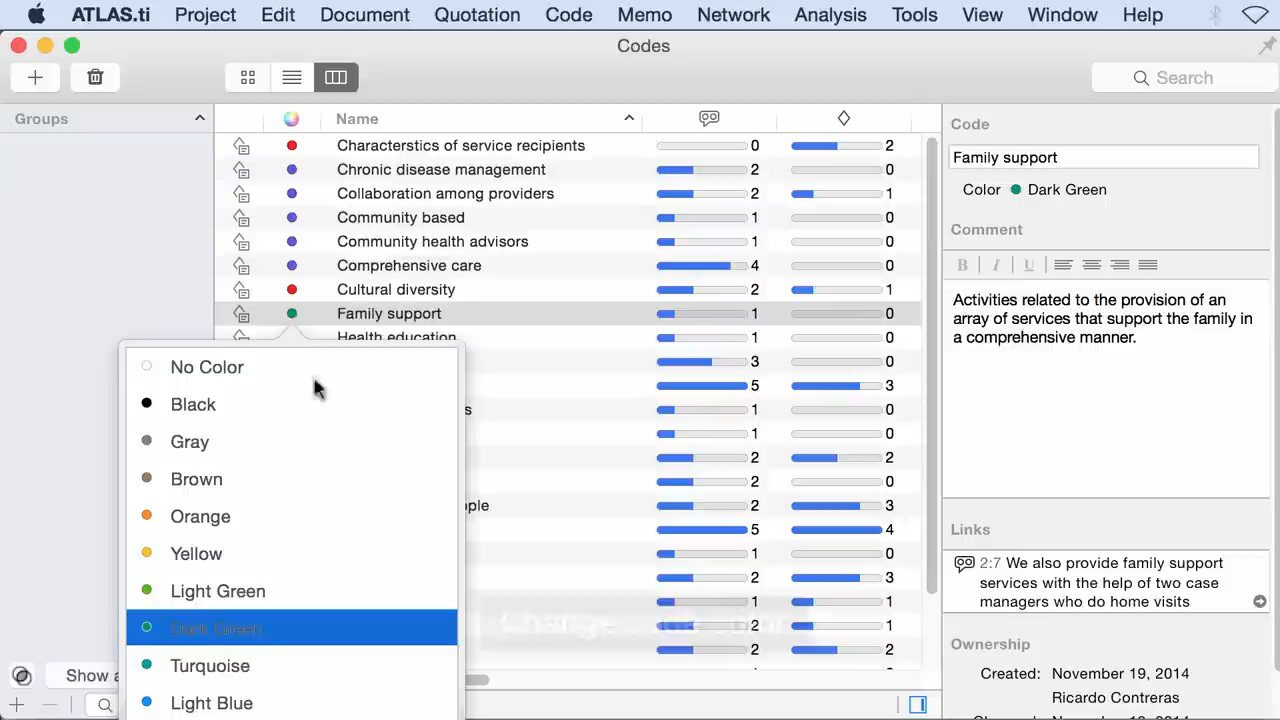 ATLAS.ti Project Edit Document Quotation Code Memo Network Analysis Tools View Window Help
Codes
Search
Groups
Name
Characterstics of service recipients 0 2
Chronic disease management 2 0
Collaboration among providers 2 1
Community based 1 0
Community health advisors 1 0
Comprehensive care 4 0
Cultural diversity 2 1
Family support 1 0
Health education 1 0
3 0
5 3
s 1 0
1 0
2 2
2 0
ple 2 3
5 4
1 0
2 3
1 1
1
2 2
No Color
Black
Gray
Brown
Orange
Yellow
Light Green
Dark Green
Turquoise
Light Blue
Show a
Code
Family support
Color Dark Green
Comment
B I U
Activities related to the provision of an
array of services that support the family in
a comprehensive manner.
Links
2:7 We also provide family support
services with the help of two case
managers who do home visits
Ownership
Created: November 19, 2014
Ricardo Contreras